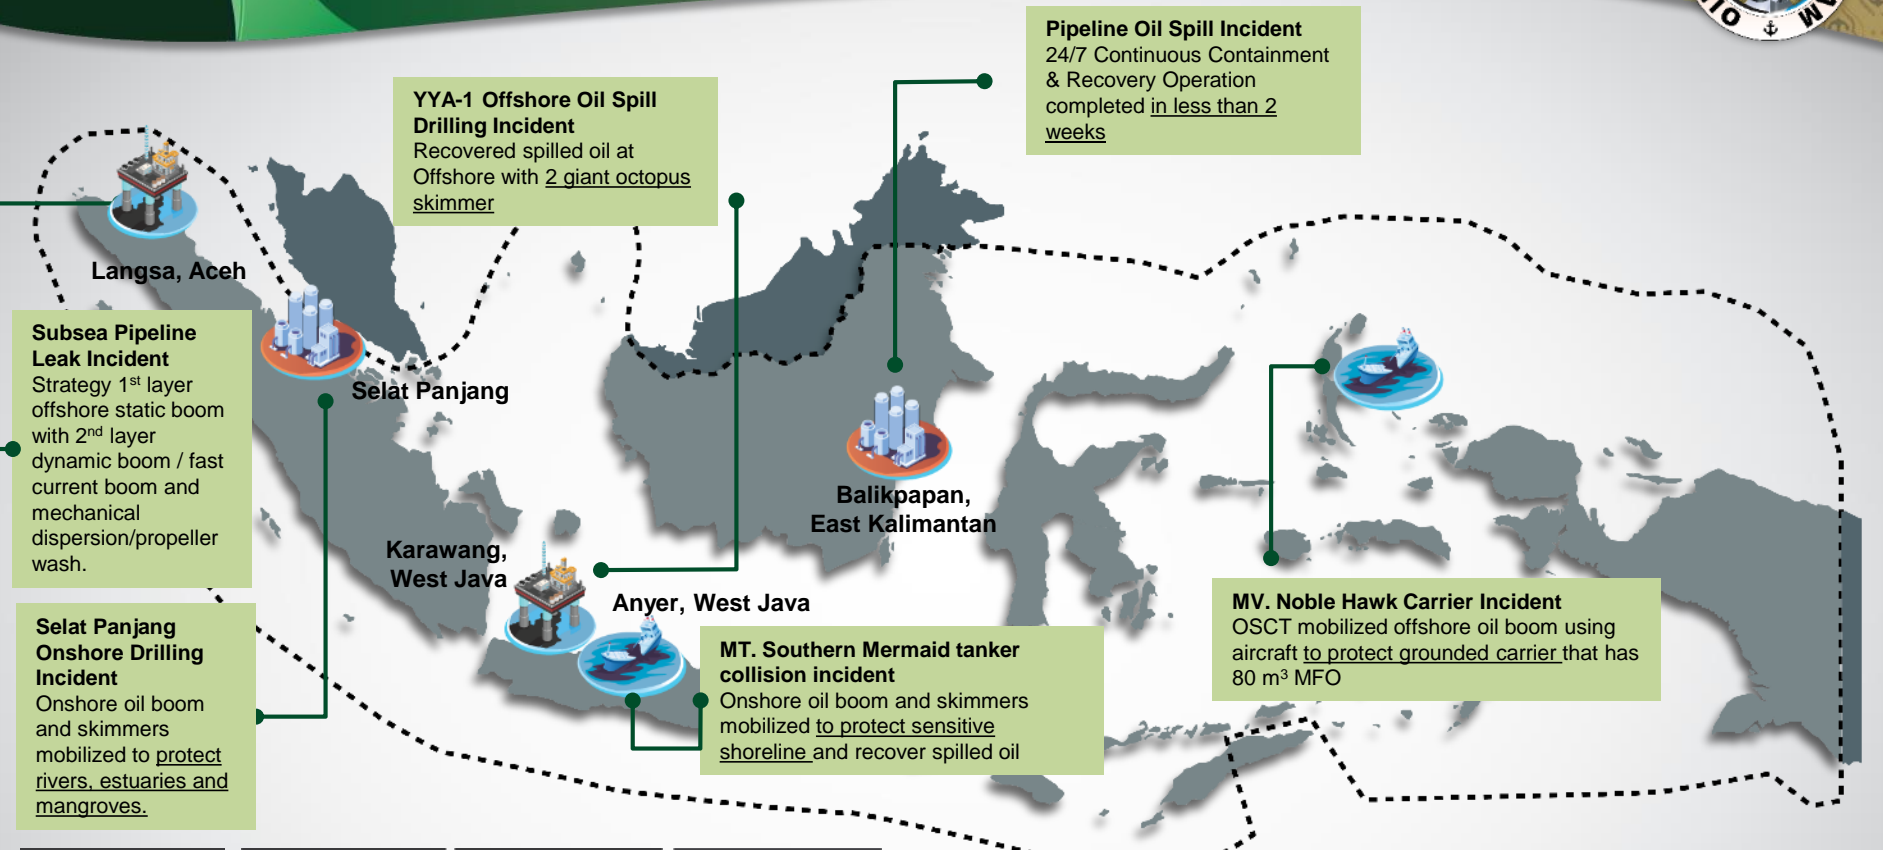 Pipeline Oil Spill Incident
24/7 Continuous Containment
& Recovery Operation
completed in less than 2
weeks
YYA-1 Offshore Oil Spill
Drilling Incident
Recovered spilled oil at
Offshore with 2 giant octopus
skimmer
Langsa, Aceh
Subsea Pipeline
Leak Incident
Strategy 1st layer
offshore static boom
with 2nd layer
dynamic boom / fast
current boom and
mechanical
dispersion/propeller
wash.
Selat Panjang
Balikpapan,
East Kalimantan
Karawang,
West Java
Anyer, West Java
Selat Panjang
Onshore Drilling
Incident
Onshore oil boom
and skimmers
mobilized to protect
rivers, estuaries and
mangroves.
MT. Southern Mermaid tanker
collision incident
Onshore oil boom and skimmers
mobilized to protect sensitive
shoreline and recover spilled oil
MV. Noble Hawk Carrier Incident
OSCT mobilized offshore oil boom using
aircraft to protect grounded carrier that has
80 m3 MFO